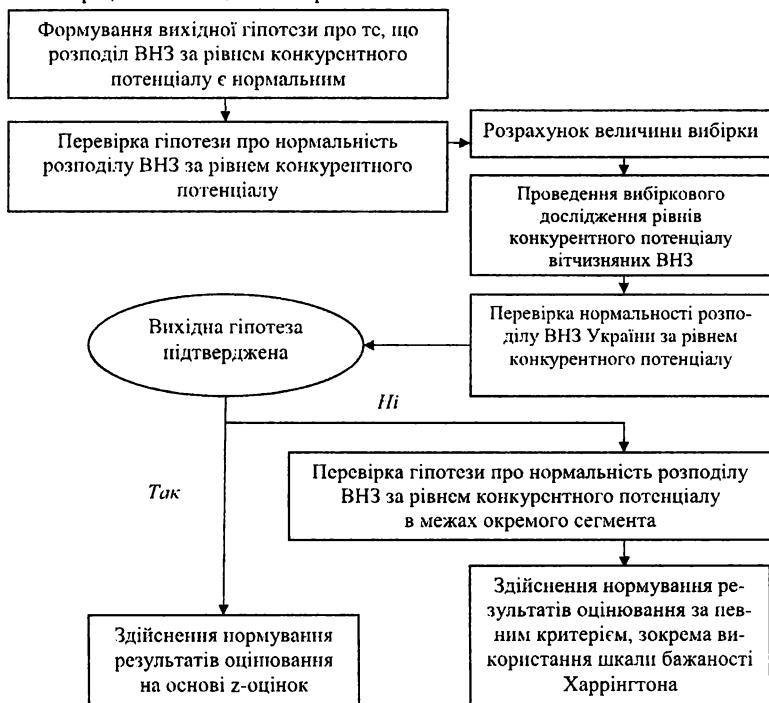 Формування вихідної гіпотези про те, що
розподіл ВНЗ за рівнем конкурентного
потенціалу є нормальним
Перевірка гіпотези про нормальність
розподілу ВНЗ за рівнем конкурентного
потенціалу
Розрахунок величини вибірки
Проведення вибіркового
дослідження рівнів
конкурентного потенціалу
вітчизняних ВНЗ
Перевірка нормальності розпо-
ділу ВНЗ України за рівнем
конкурентного потенціалу
Вихідна гіпотеза
підтверджена
Ні
Так
Перевірка гіпотези про нормальність розподілу
ВНЗ за рівнем конкурентного потенціалу
в межах окремого сегмента
Здійснення нормування
результатів оцінювання
на основі z-оцінок
Здійснення нормування ре-
зультатів оцінювання за пев-
ним критерієм, зокрема ви-
користання шкали бажаності
Харрінгтона